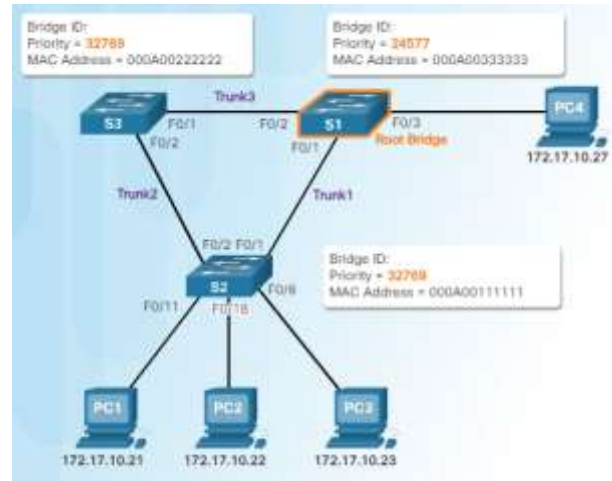 Bridge ID:
Priority = 32769
MAC Address = 000A00222222
Bridge ID:
Priority = 24577
MAC Address = 000A00333333
Trunk3
S3
F0/1
F0/2
S1
F0/3
PC4
F0/2
F0/1
Root Bridge
172.17.10.27
Trunk2
Trunk1
F0/2 F0/1
Bridge ID:
Priority = 32769
MAC Address = 000A00111111
S2
F0/11
F0/18
F0/6
PC1
PC2
PC3
172.17.10.21
172.17.10.22
172.17.10.23